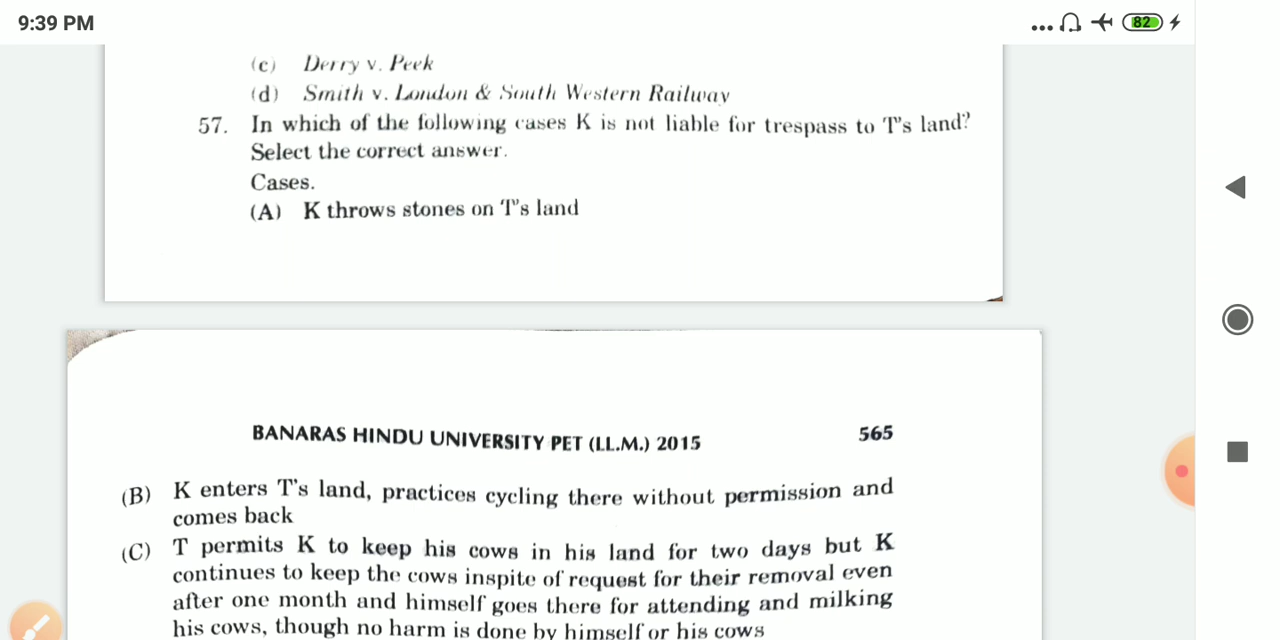 9:39 PM
82
(c) Derry v. Peek
(d) Smith v. London & South Western Railway
57. In which of the following cases K is not liable for trespass to T's land?
Select the correct answer.
Cases.
(A) K throws stones on T's land
BANARAS HINDU UNIVERSITY PET (LL.M.) 2015 565
(B) K enters T's land, practices cycling there without permission and
comes back
(C) T permits K to keep his cows in his land for two days but K
continues to keep the cows inspite of request for their removal even
after one month and himself goes there for attending and milking
his cows, though no harm is done by himself or his cows